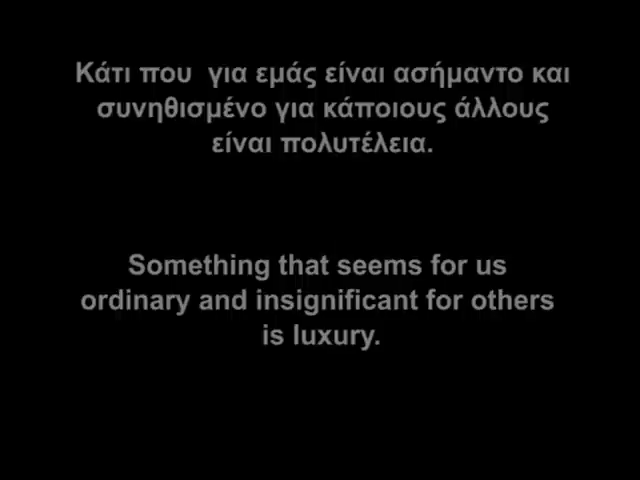 Κάτι που  για εμάς είναι ασήμαντο και
συνηθισμένο για κάποιους άλλους
είναι πολυτέλεια.
Something that seems for us
ordinary and insignificant for others
is luxury.